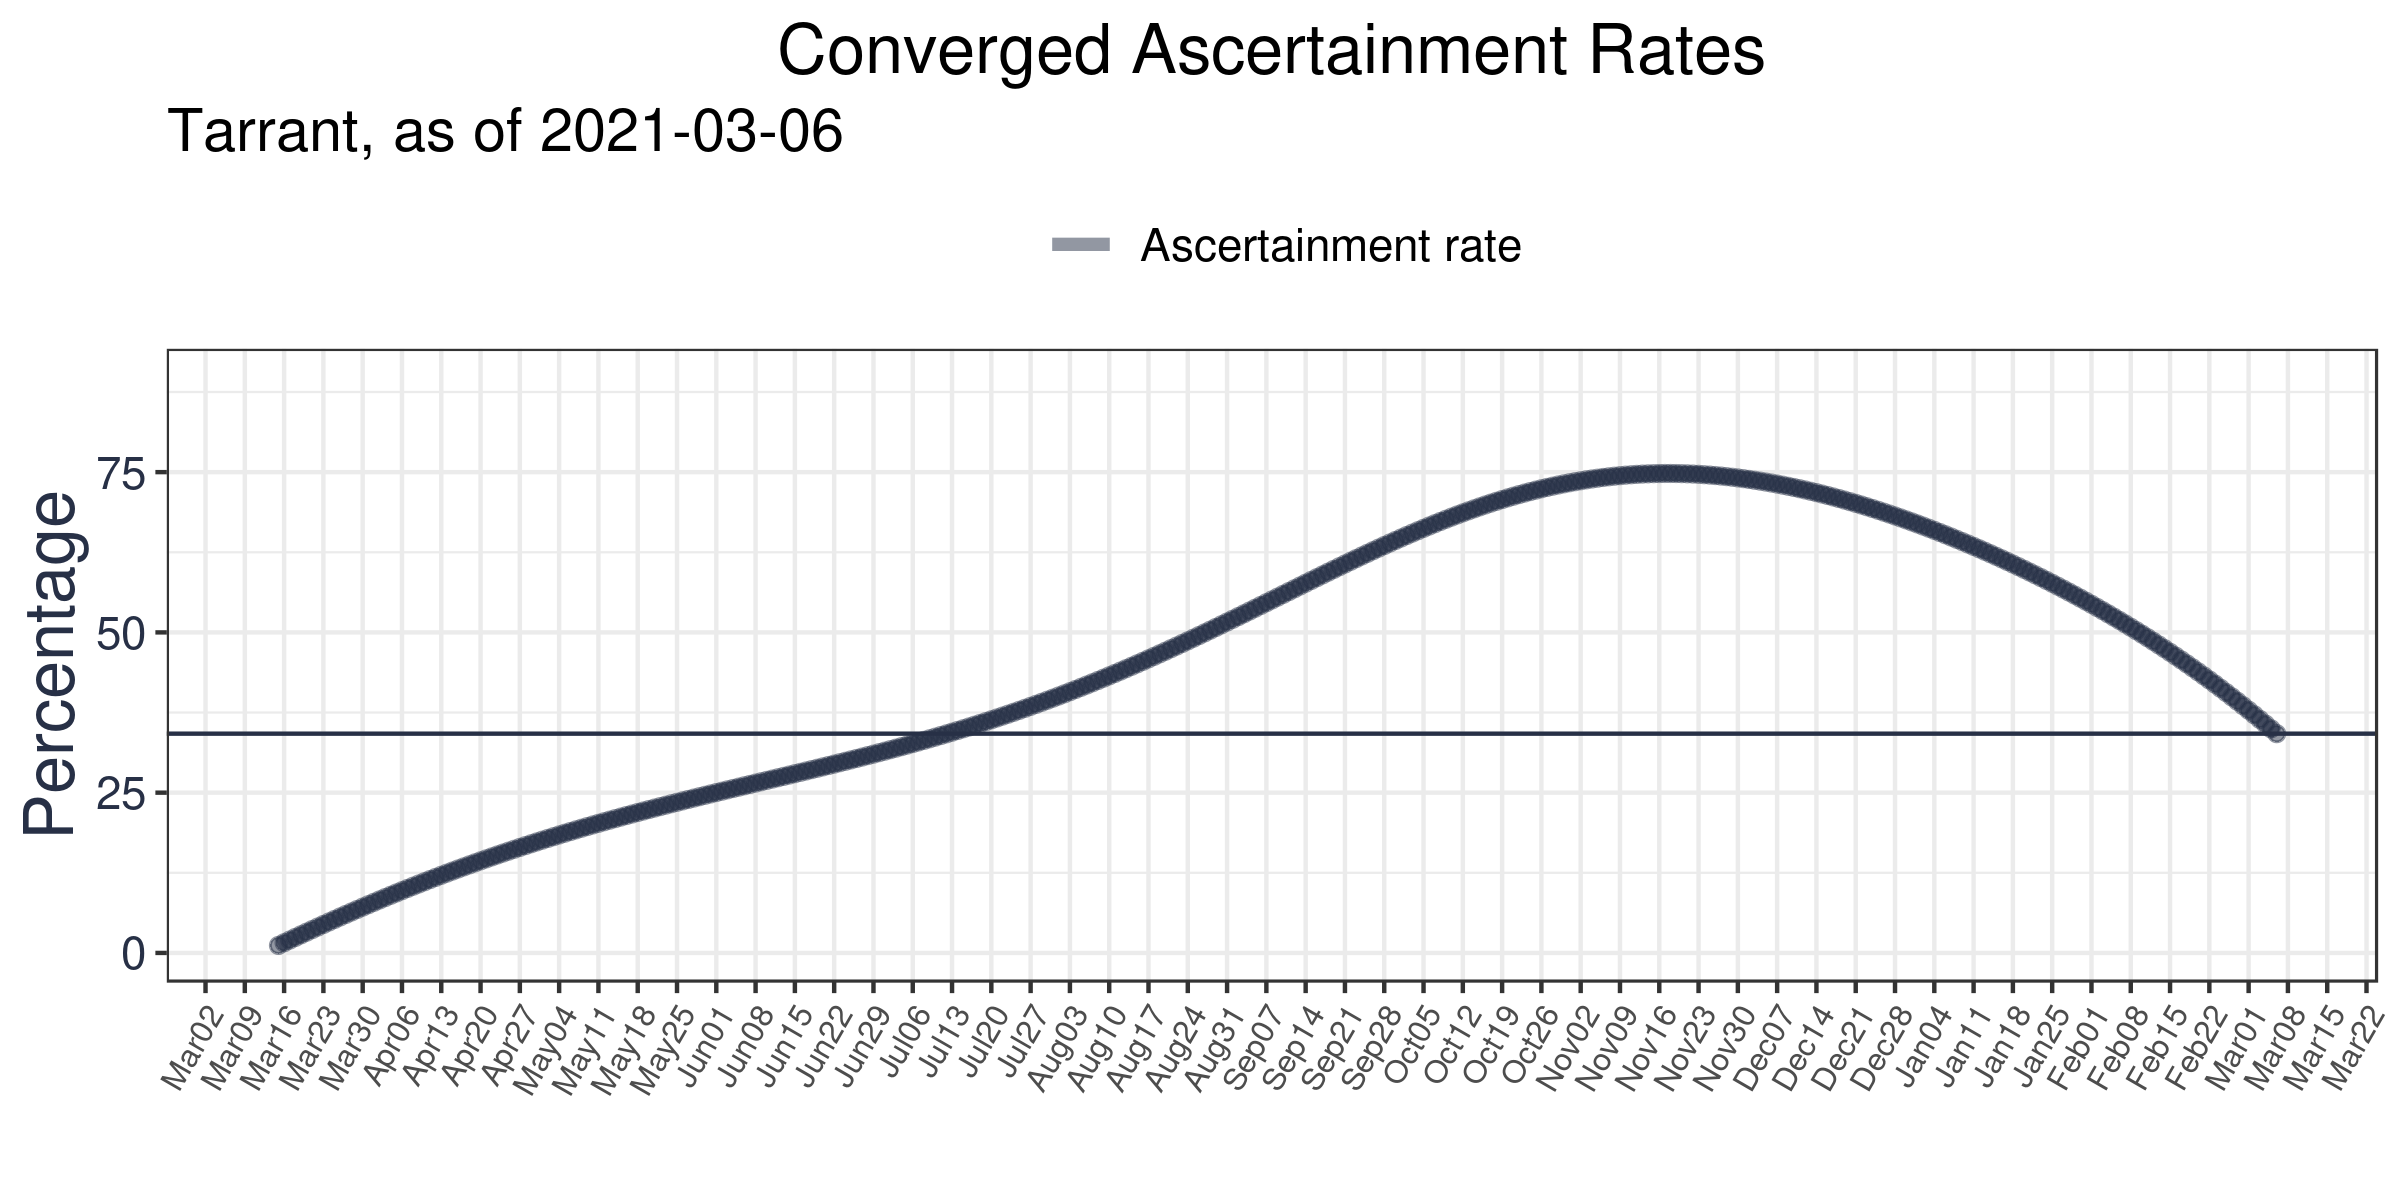 Converged Ascertainment Rates
Tarrant, as of 2021-03-06
Ascertainment rate
Percentage
75
50
25
0
Mar02 Mar09 Mar16 Mar23 Mar30 Apr06 Apr13 Apr20 Apr27 May04 May11 May18 May25 Jun01 Jun08 Jun15 Jun22 Jun29 Jul06 Jul13 Jul20 Jul27 Aug03 Aug10 Aug17 Aug24 Aug31 Sep07 Sep14 Sep21 Sep28 Oct05 Oct12 Oct19 Oct26 Nov02 Nov09 Nov16 Nov23 Nov30 Dec07 Dec14 Dec21 Dec28 Jan04 Jan11 Jan18 Jan25 Feb01 Feb08 Feb15 Feb22 Mar01 Mar08 Mar15 Mar22